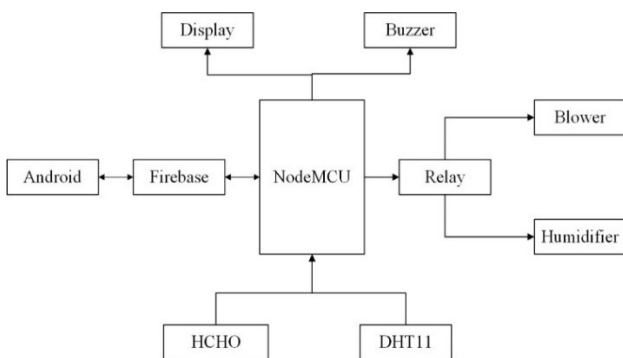 Display
Buzzer
Blower
Android
Firebase
NodeMCU
Relay
Humidifier
HCHO
DHT11